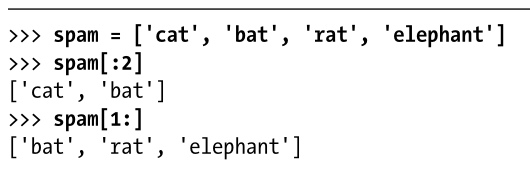 >>> spam = ['cat', 'bat', 'rat', 'elephant']
>>> spam[:2]
['cat', 'bat']
>>> spam[1:]
['bat', 'rat', 'elephant']